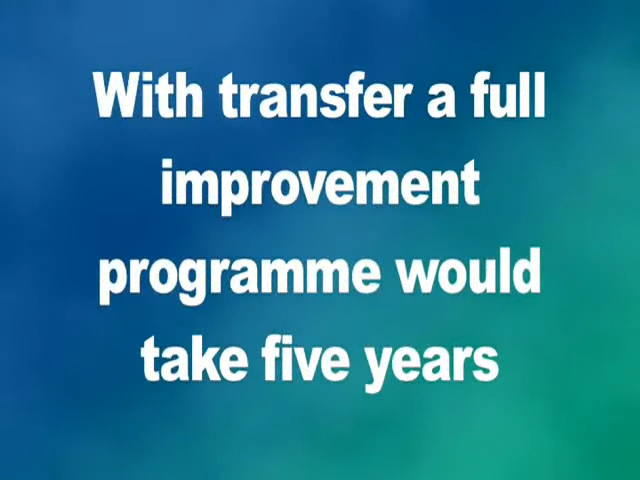 With transfer a full
improvement
programme would
take five years